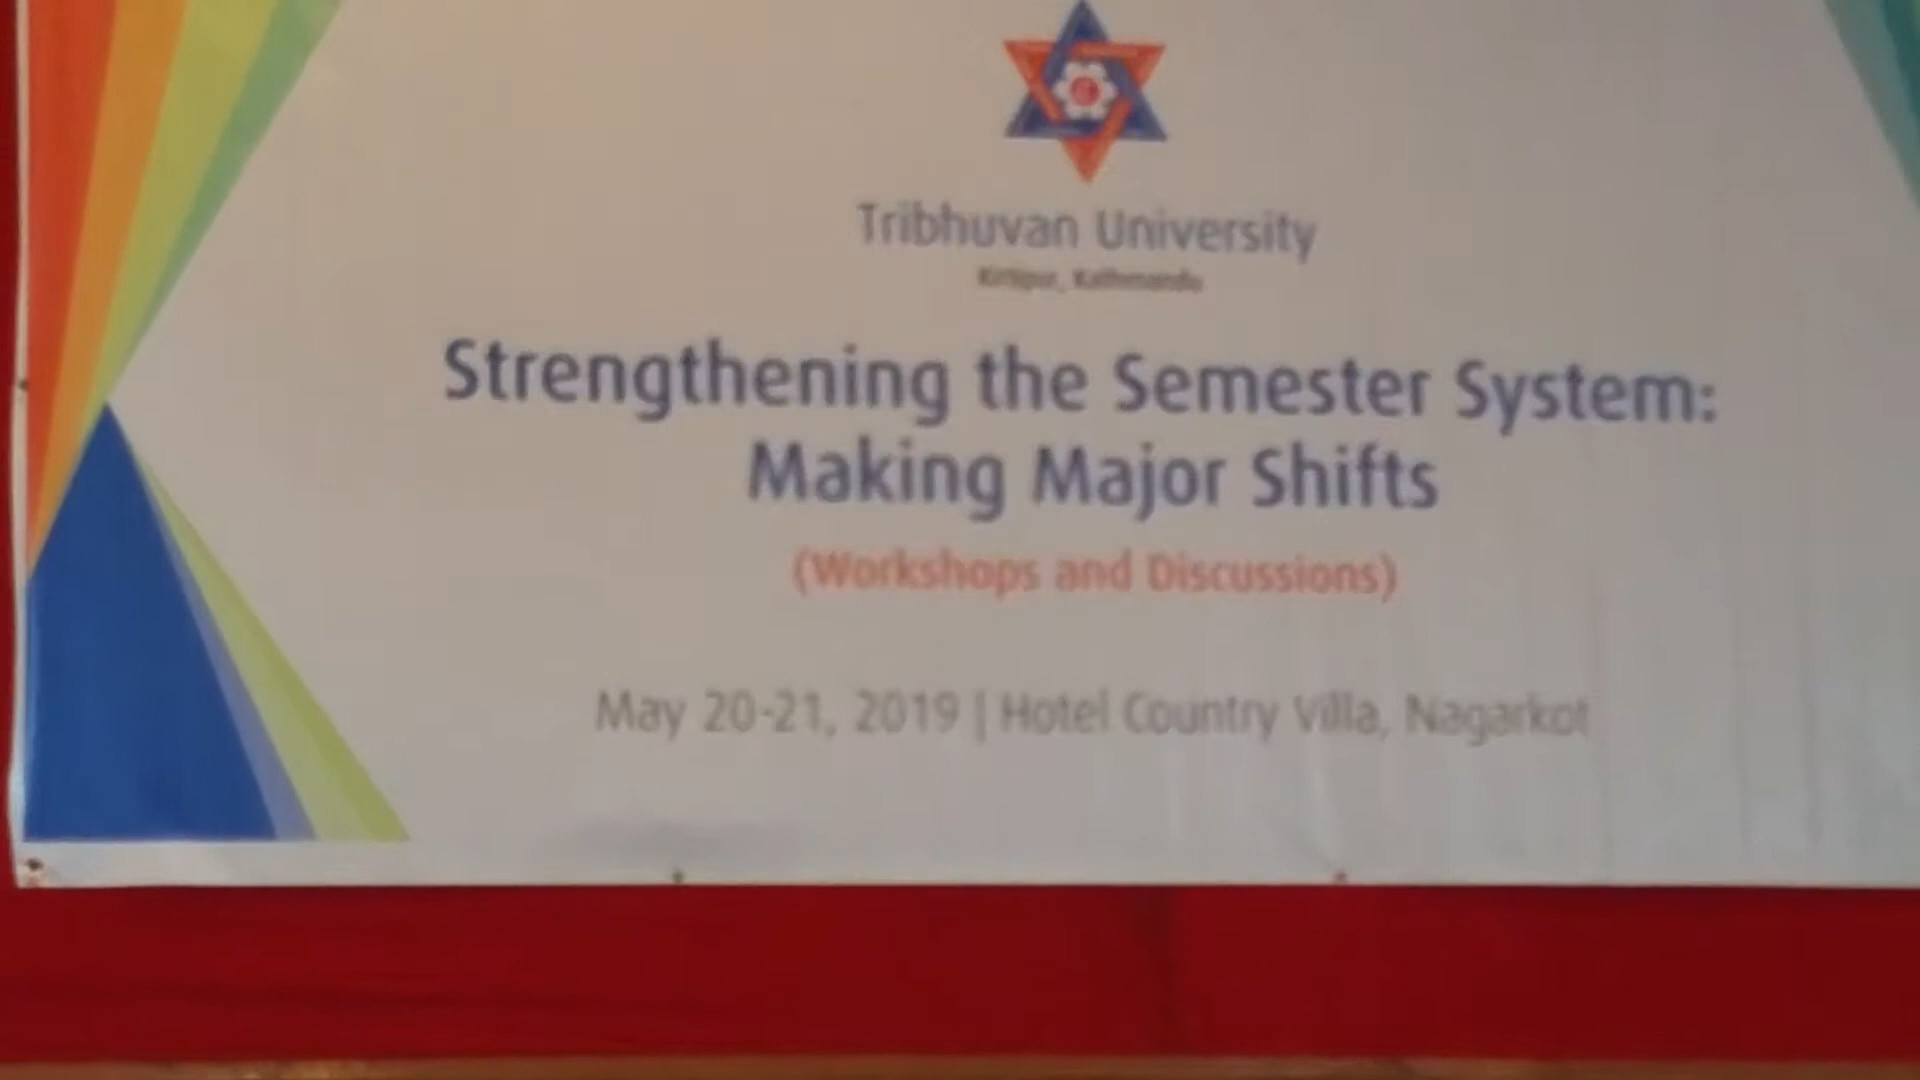 Tribhuvan University
Kirtipur, Kathmandu
Strengthening the Semester System:
Making Major Shifts
(Workshops and Discussions)
May 20-21, 2019 | Hotel Country Villa, Nagarkot